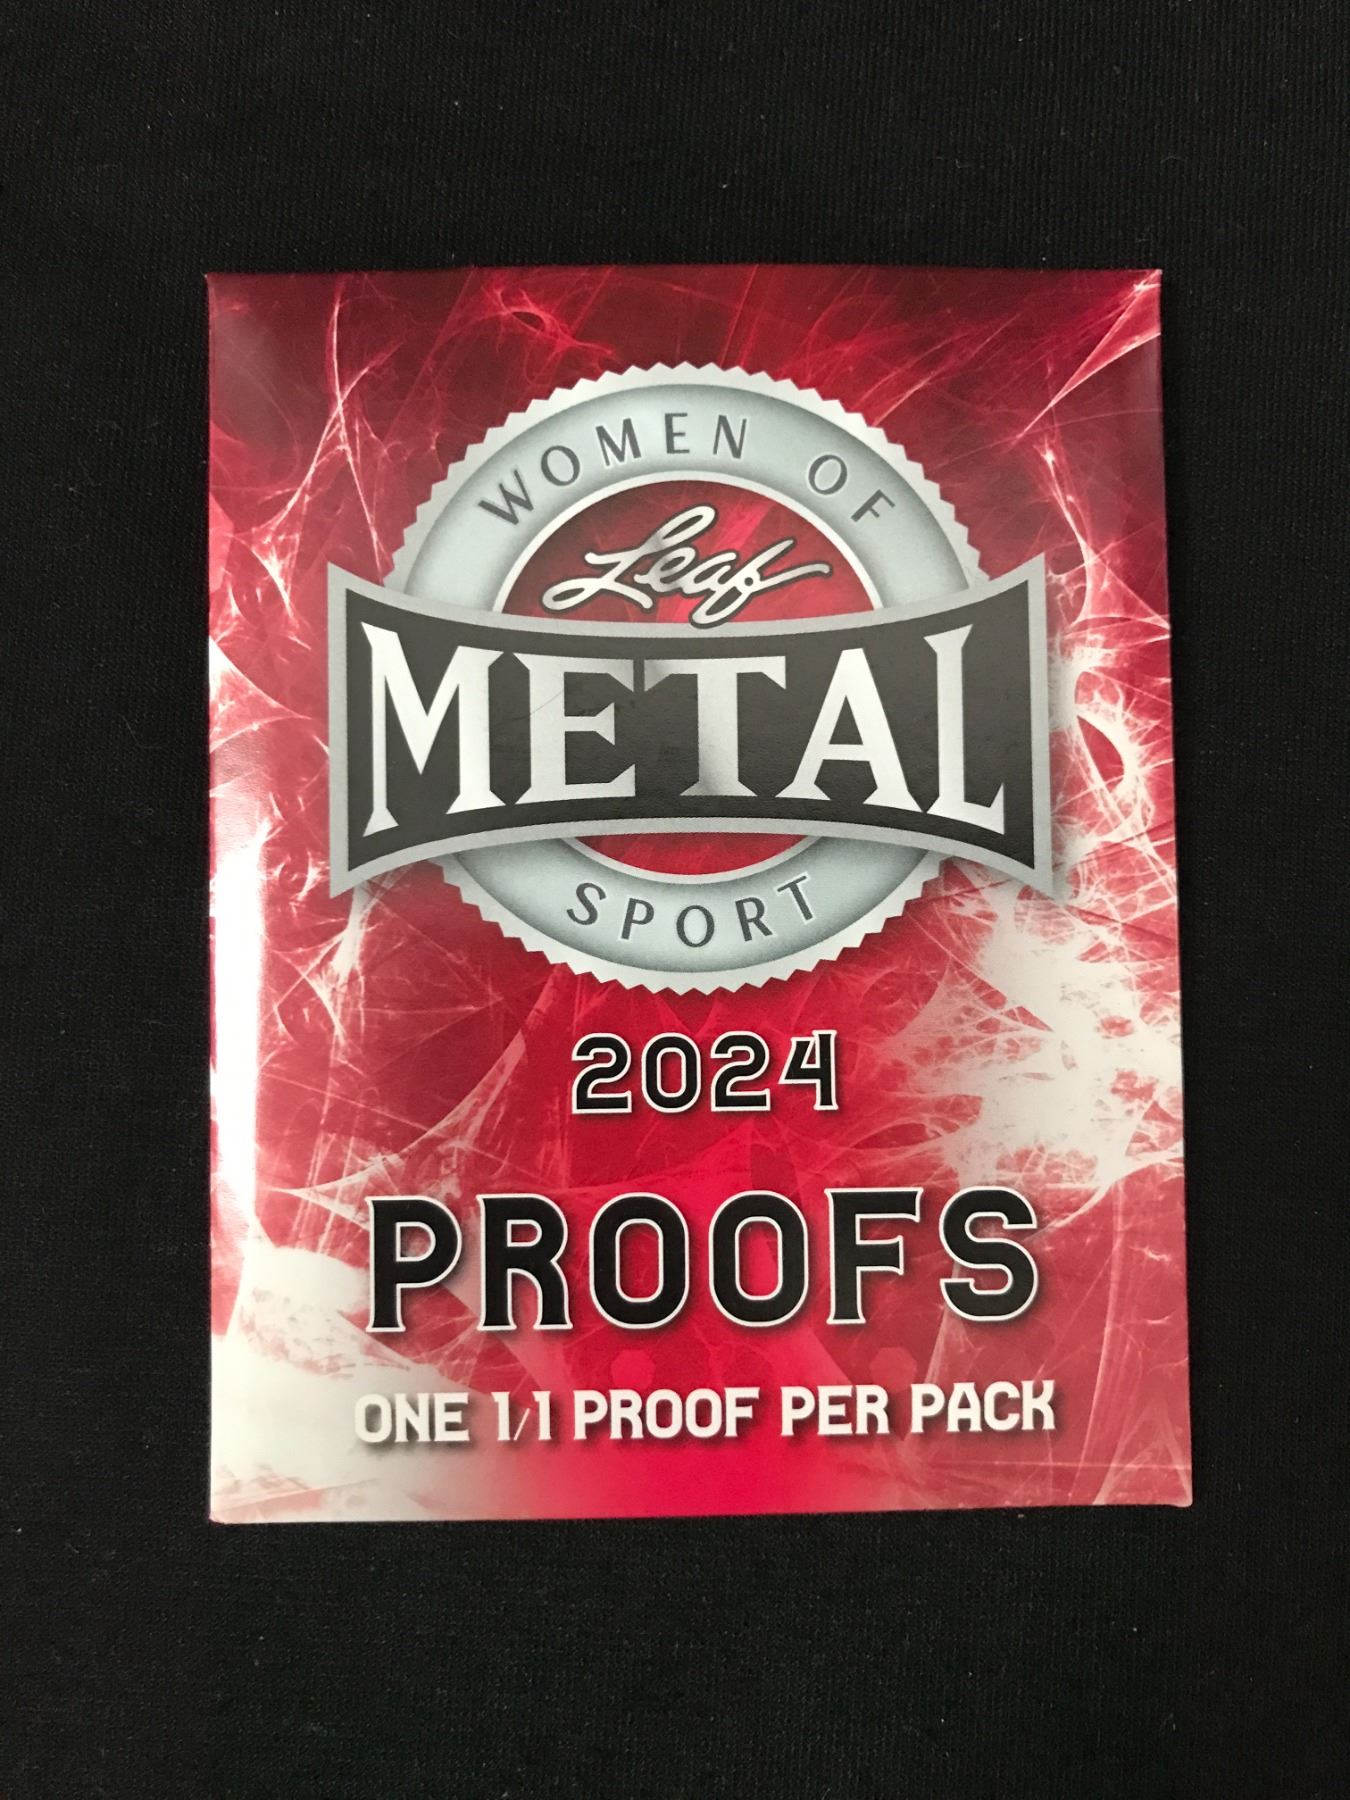 WOMEN OF
Leaf
METAL
SPORT
2024
PROOFS
ONE 1/1 PROOF PER PACK